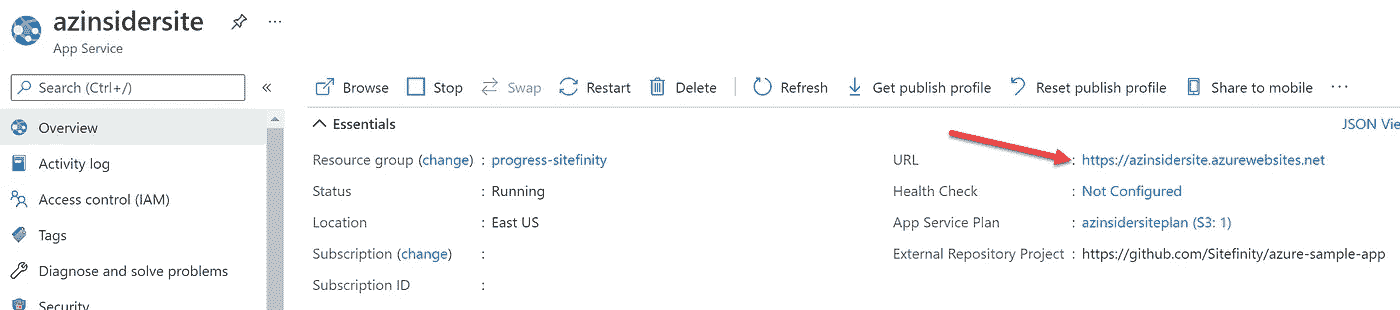 azinsidersite
App Service
Search (Ctrl+/)
«
Overview
Activity log
Access control (IAM)
Tags
Diagnose and solve problems
Security
Browse Stop Swap Restart Delete Refresh Get publish profile Reset publish profile Share to mobile
Essentials
JSON Vie
Resource group (change) : progress-sitefinity
Status : Running
Location : East US
Subscription (change) :
Subscription ID :
URL : https://azinsidersite.azurewebsites.net
Health Check : Not Configured
App Service Plan : azinsidersiteplan (S3: 1)
External Repository Project : https://github.com/Sitefinity/azure-sample-app